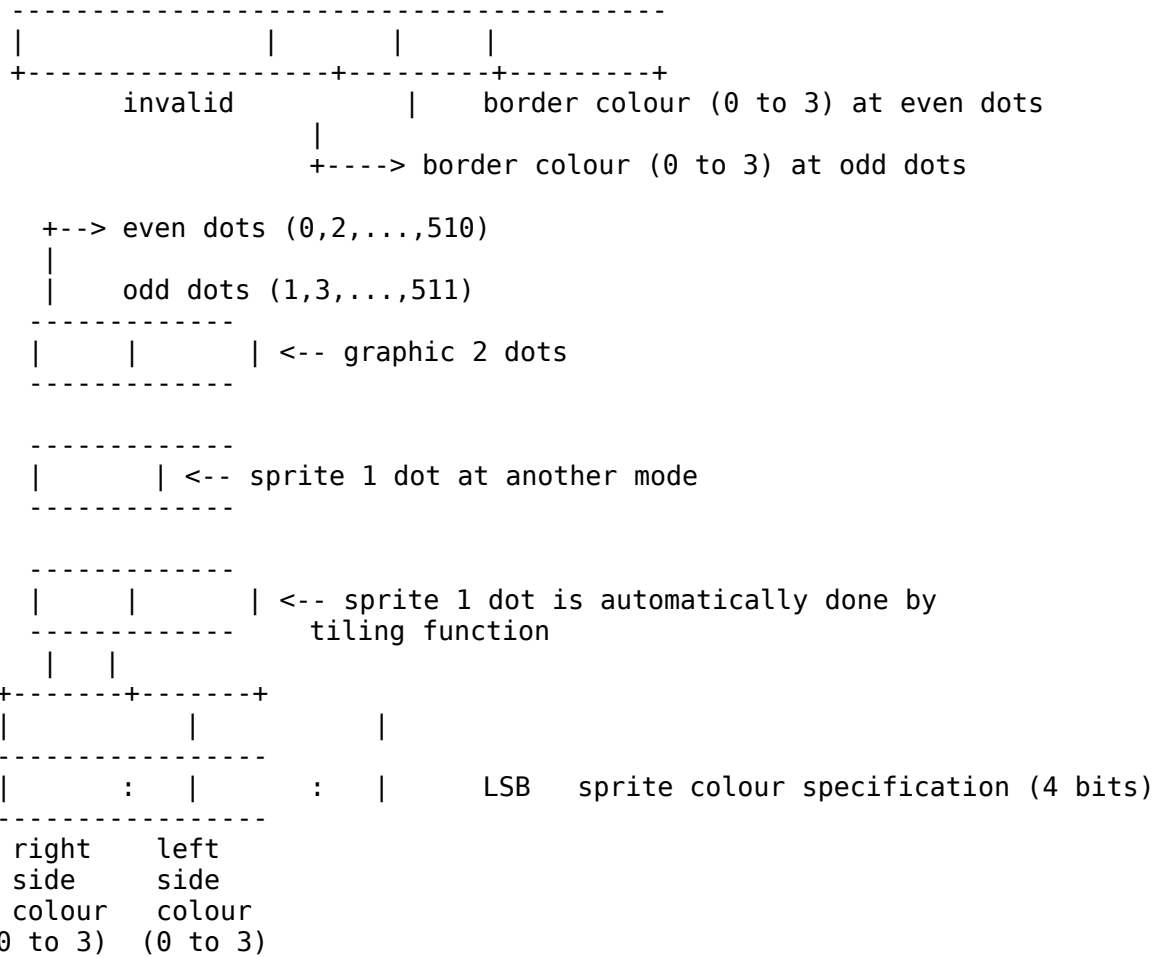 ------------------------------------------
|                |       |     |
+-------------------+---------+---------+
invalid           |    border colour (0 to 3) at even dots
|
+----> border colour (0 to 3) at odd dots
+--> even dots (0,2,...,510)
|
|    odd dots (1,3,...,511)
-------------
|     |       | <-- graphic 2 dots
-------------
-------------
|       | <-- sprite 1 dot at another mode
-------------
-------------
|     |       | <-- sprite 1 dot is automatically done by
-------------     tiling function
|   |
+-------+-------+
|           |           |
-----------------
|       :   |       :   |      LSB   sprite colour specification (4 bits)
-----------------
right    left
side     side
colour   colour
0 to 3)  (0 to 3)